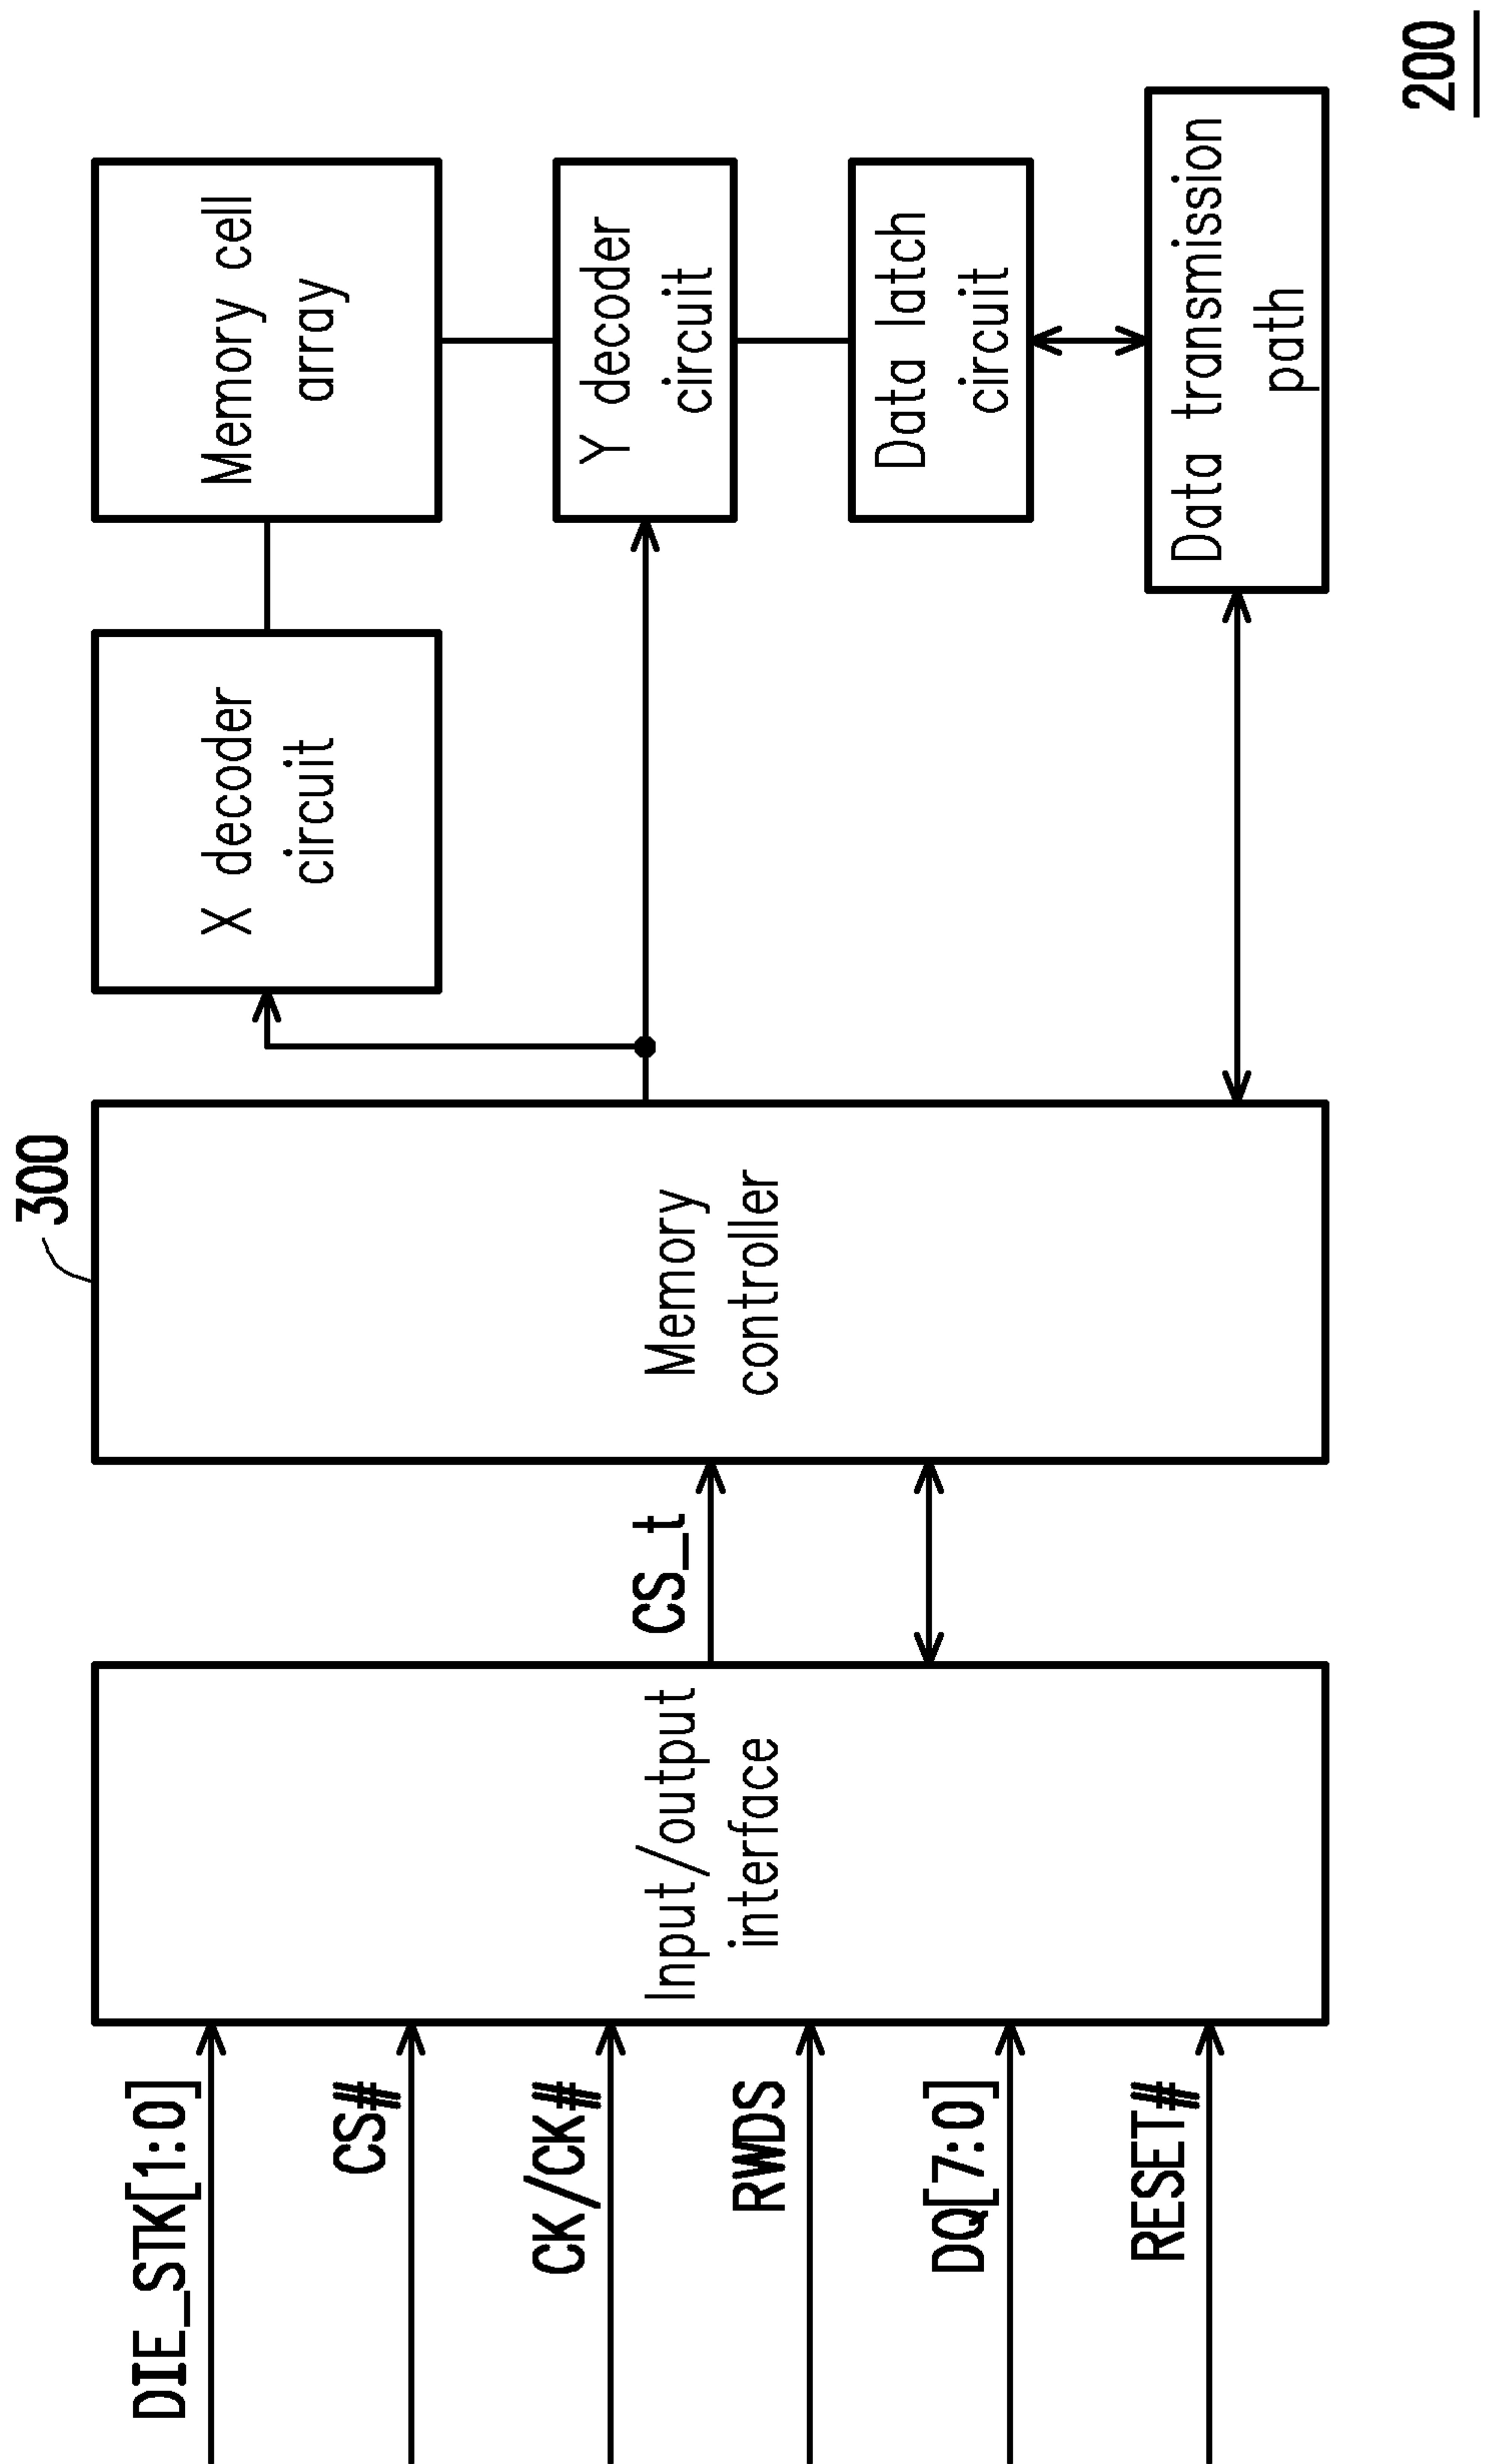 300
DIE_STK[1:0]
CS#
CK/CK#
RWDS
DQ[7:0]
RESET#
Input/output
interface
CS_t
Memory
controller
X decoder
circuit
Memory cell
array
Y decoder
circuit
Data latch
circuit
Data transmission
path
200